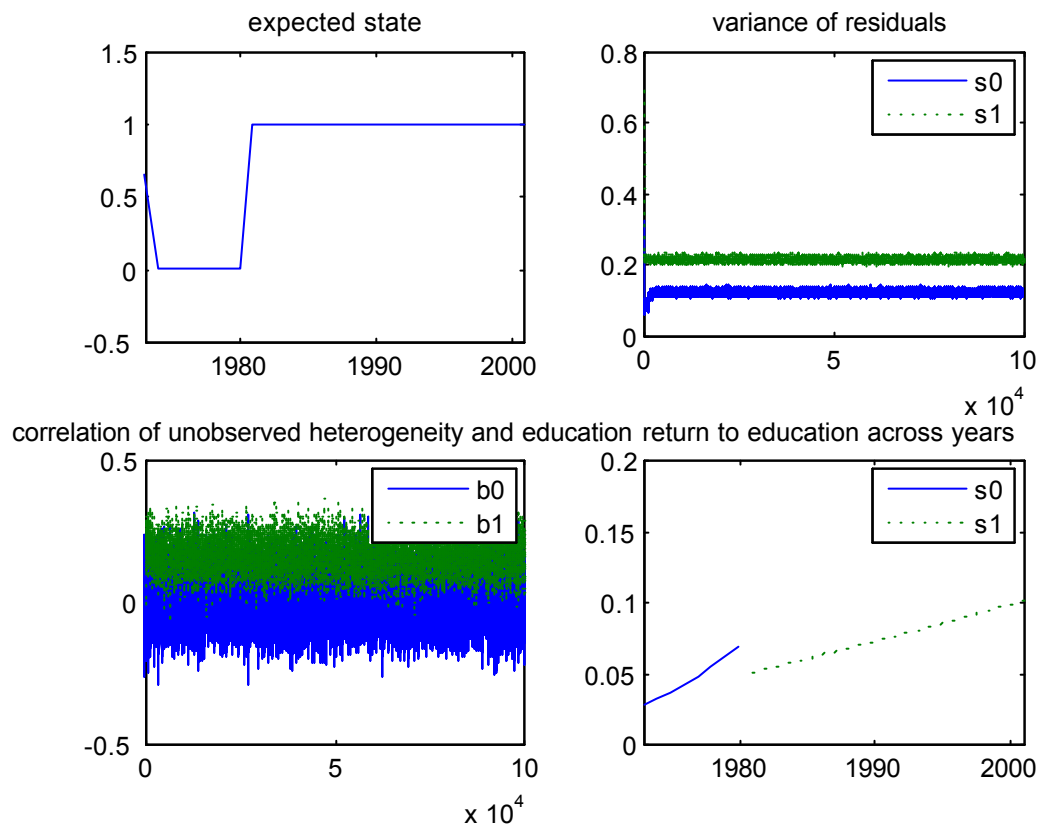 expected state
1.5
1
0.5
0
-0.5
1980
1990
2000
variance of residuals
0.8
0.6
0.4
0.2
0
s0
s1
0
5
10
x 10^4
correlation of unobserved heterogeneity and education
0.5
0
-0.5
b0
b1
0
5
10
x 10^4
return to education across years
0.2
0.15
0.1
0.05
0
s0
s1
1980
1990
2000